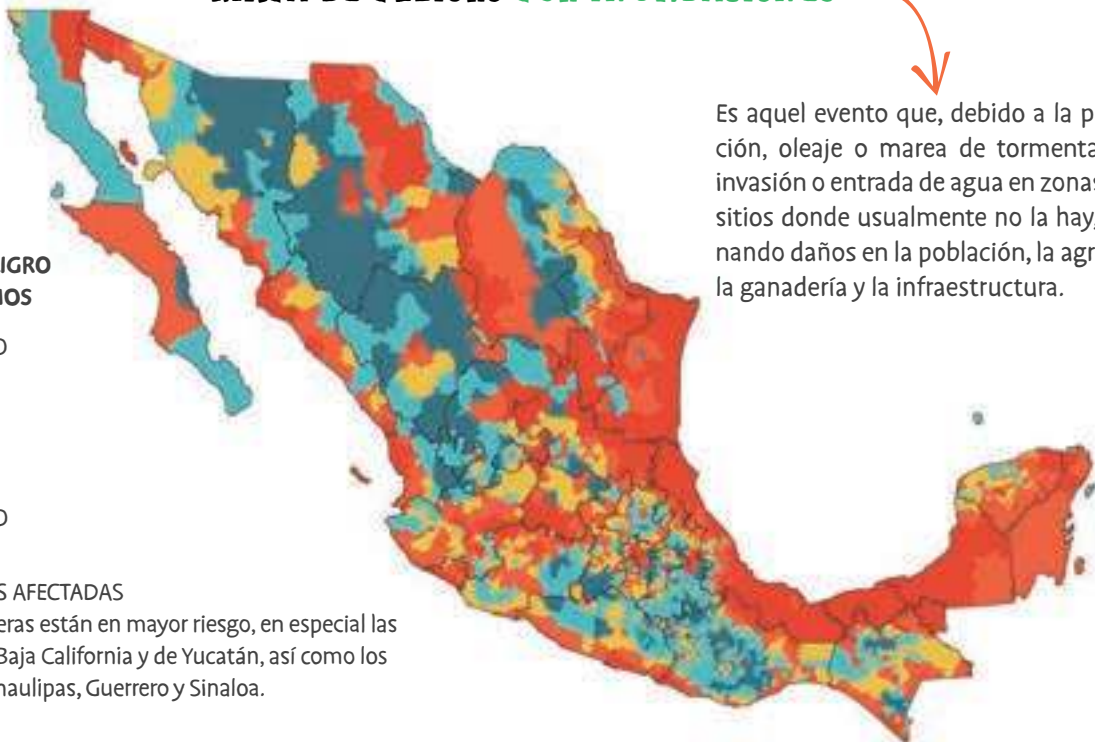 Es aquel evento que, debido a la p
ción, oleaje o marea de tormenta
invasión o entrada de agua en zonas
sitios donde usualmente no la hay,
nando daños en la población, la agr
la ganadería y la infraestructura.
IGRO
IOS
O
O
S AFECTADAS
eras están en mayor riesgo, en especial las
Baja California y de Yucatán, así como los
naulipas, Guerrero y Sinaloa.